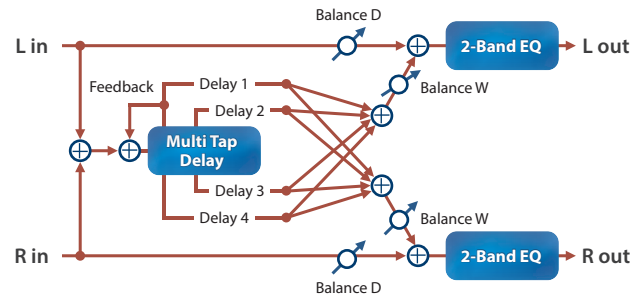 Balance D
L in
2-Band EQ
L out
Feedback
Delay 1
Balance W
Delay 2
Multi Tap
Delay
Delay 3
Delay 4
Balance W
R in
2-Band EQ
R out
Balance D